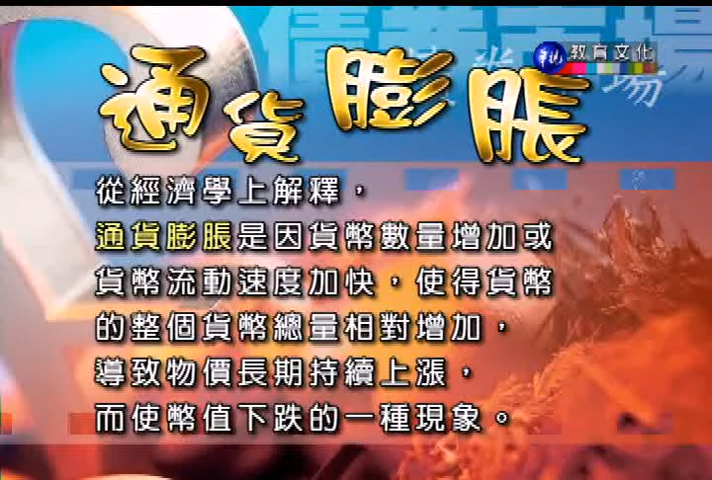 通貨膨脹
教育文化
從經濟學上解釋，
通貨膨脹是因貨幣數量增加或
貨幣流動速度加快，使得貨幣
的整個貨幣總量相對增加，
導致物價長期持續上漲，
而使幣值下跌的一種現象。